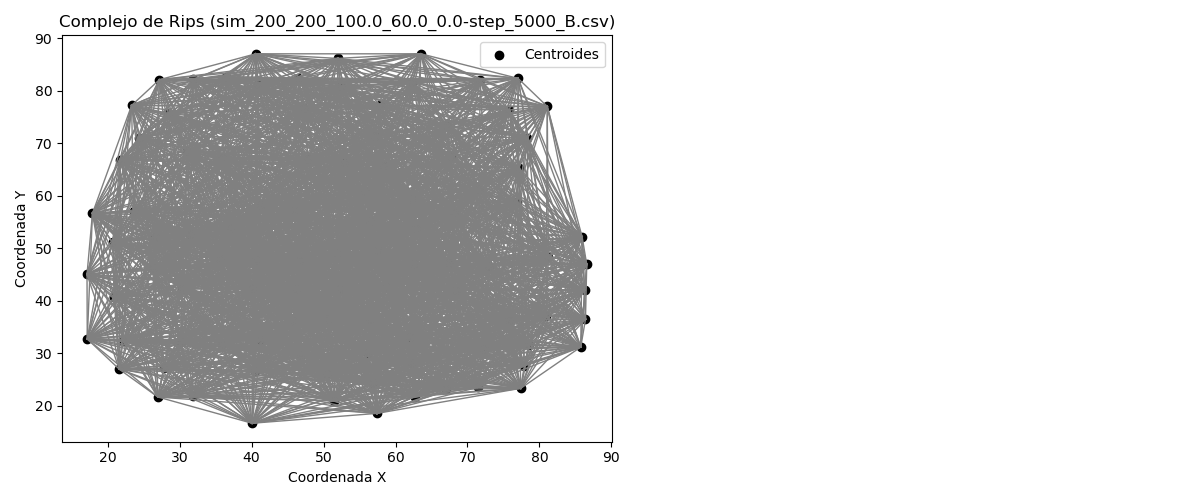 Complejo de Rips (sim_200_200_100.0_60.0_0.0-step_5000_B.csv)
Centroides
90
80
70
60
50
40
30
20
Coordenada Y
20 30 40 50 60 70 80 90
Coordenada X